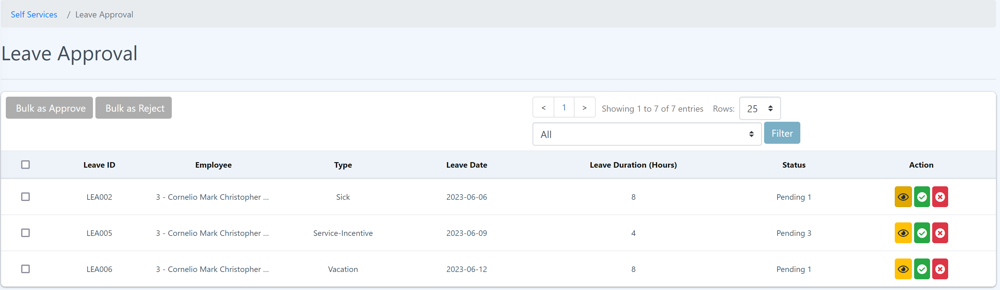 Self Services / Leave Approval
Leave Approval
Bulk as Approve Bulk as Reject < 1 > Showing 1 to 7 of 7 entries Rows: 25
All Filter
Leave ID Employee Type Leave Date Leave Duration (Hours) Status Action
LEA002 3 - Cornelio Mark Christopher ... Sick 2023-06-06 8 Pending 1
LEA005 3 - Cornelio Mark Christopher ... Service-Incentive 2023-06-09 4 Pending 3
LEA006 3 - Cornelio Mark Christopher ... Vacation 2023-06-12 8 Pending 1